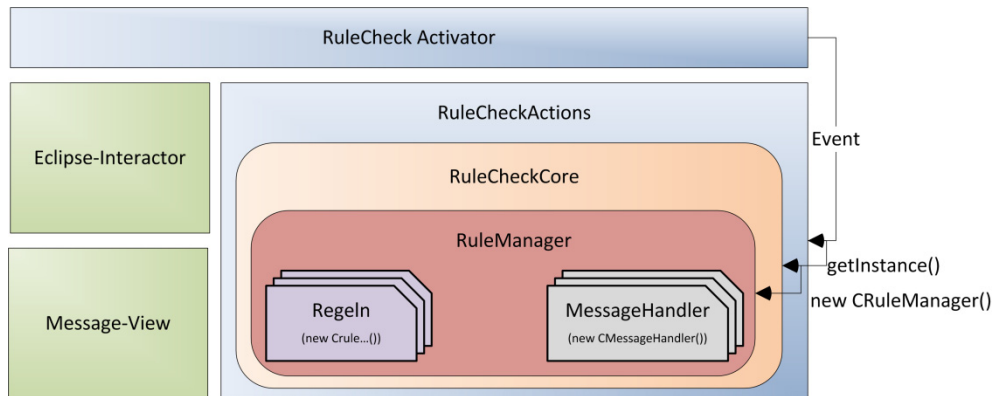 RuleCheck Activator
RuleCheckActions
Eclipse-Interactor
Event
RuleCheckCore
RuleManager
getInstance()
new CRuleManager()
Regeln
(new Crule...())
MessageHandler
(new CMessageHandler())
Message-View